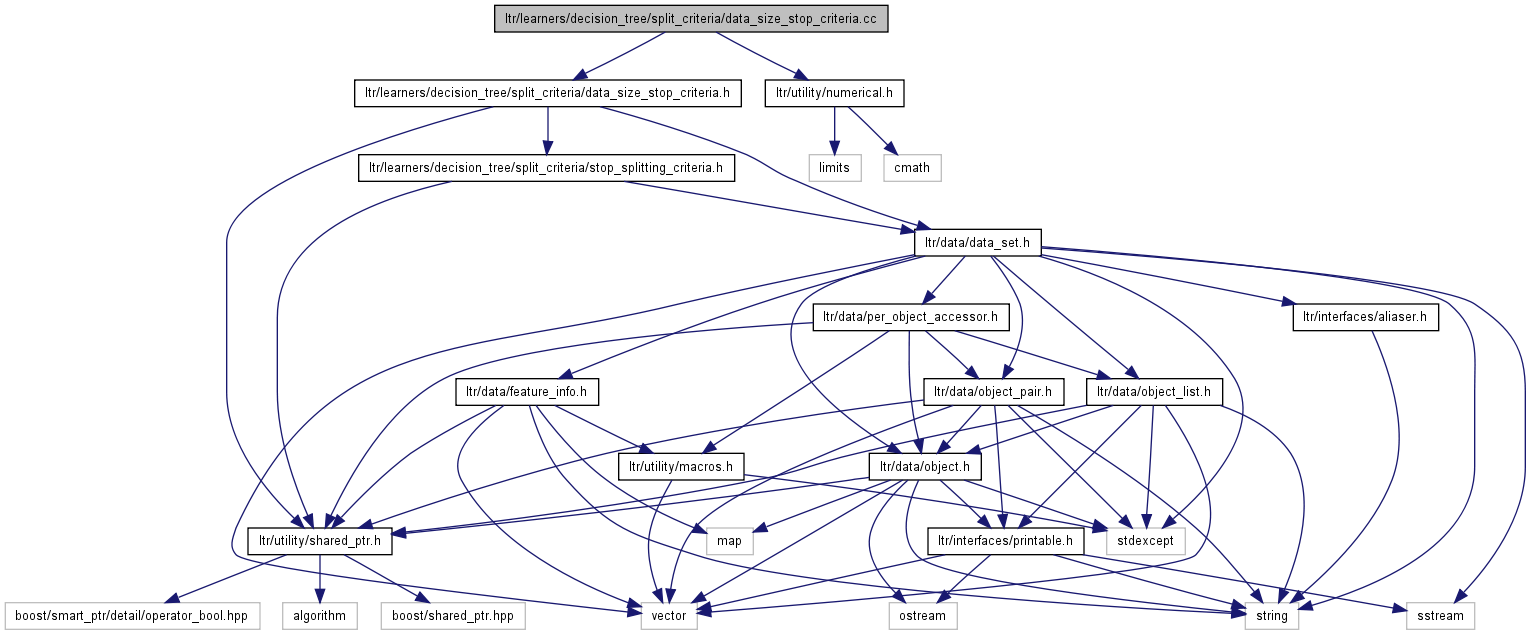 ltr/learners/decision_tree/split_criteria/data_size_stop_criteria.cc
ltr/learners/decision_tree/split_criteria/data_size_stop_criteria.h
ltr/utility/numerical.h
ltr/learners/decision_tree/split_criteria/stop_splitting_criteria.h
limits
cmath
ltr/data/data_set.h
ltr/data/per_object_accessor.h
ltr/interfaces/aliaser.h
ltr/data/feature_info.h
ltr/data/object_pair.h
ltr/data/object_list.h
ltr/utility/macros.h
ltr/data/object.h
ltr/utility/shared_ptr.h
map
ltr/interfaces/printable.h
stdexcept
boost/smart_ptr/detail/operator_bool.hpp
algorithm
boost/shared_ptr.hpp
vector
ostream
string
sstream